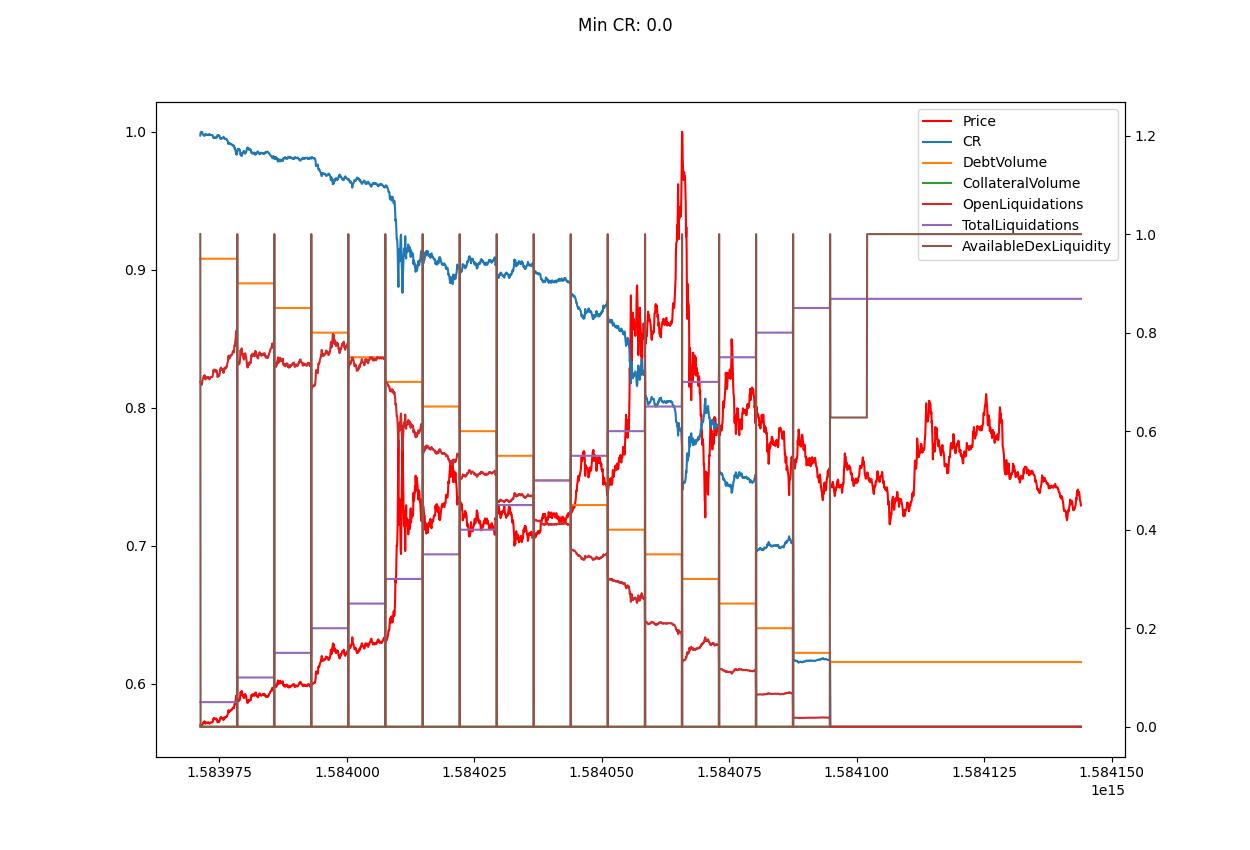 Min CR: 0.0
Price
CR
DebtVolume
CollateralVolume
OpenLiquidations
TotalLiquidations
AvailableDexLiquidity
1.0
0.9
0.8
0.7
0.6
1.2
1.0
0.8
0.6
0.4
0.2
0.0
1.583975 1.584000 1.584025 1.584050 1.584075 1.584100 1.584125 1.584150
1e15